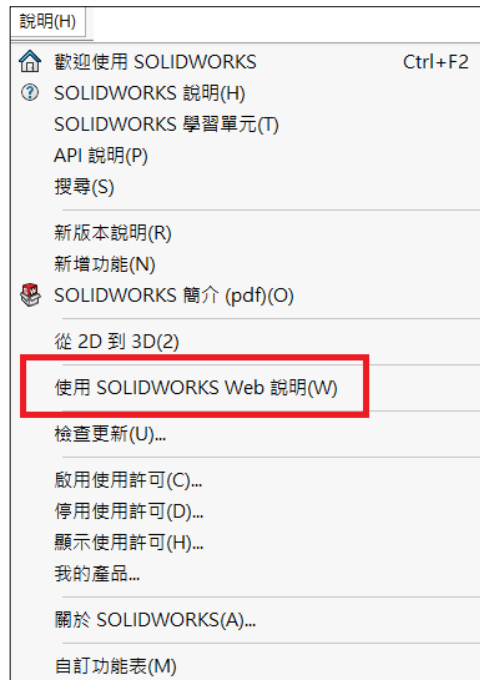 說明(H)
歡迎使用 SOLIDWORKS Ctrl+F2
SOLIDWORKS 說明(H)
SOLIDWORKS 學習單元(T)
API 說明(P)
搜尋(S)
新版本說明(R)
新增功能(N)
SOLIDWORKS 簡介 (pdf)(O)
從 2D 到 3D(2)
使用 SOLIDWORKS Web 說明(W)
檢查更新(U)...
啟用使用許可(C)...
停用使用許可(D)...
顯示使用許可(H)...
我的產品...
關於 SOLIDWORKS(A)...
自訂功能表(M)